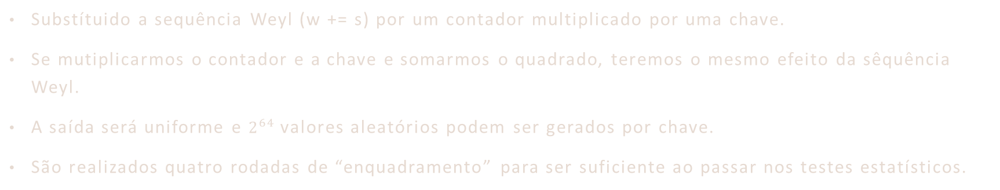 • Substítuido a sequência Weyl (w += s) por um contador multiplicado por uma chave.
• Se mutiplicarmos o contador e a chave e somarmos o quadrado, teremos o mesmo efeito da sêquência
Weyl.
• A saída será uniforme e 2⁶⁴ valores aleatórios podem ser gerados por chave.
• São realizados quatro rodadas de “enquadramento” para ser suficiente ao passar nos testes estatísticos.